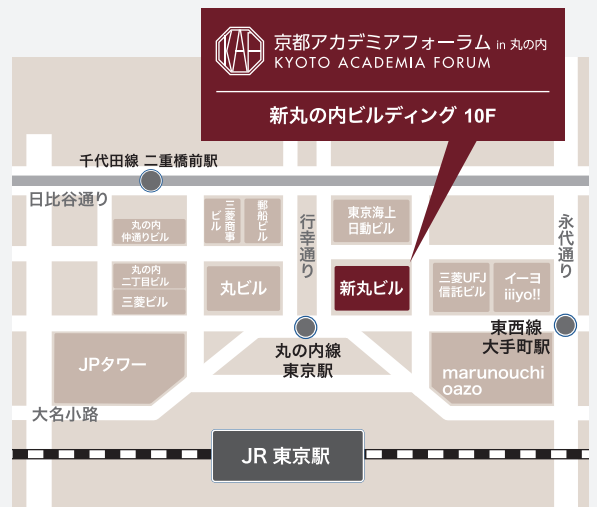 KAF
京都アカデミアフォーラム in 丸の内
KYOTO ACADEMIA FORUM
新丸の内ビルディング 10F
千代田線 二重橋前駅
日比谷通り
丸の内
仲通りビル
三菱商事
ビル
郵船ビル
行幸通り
東京海上
日動ビル
永代通り
丸の内
二丁目ビル
三菱ビル
丸ビル
新丸ビル
三菱UFJ
信託ビル
イーヨ
iiiyo!!
丸の内線
東京駅
東西線
大手町駅
JPタワー
marunouchi
oazo
大名小路
JR 東京駅